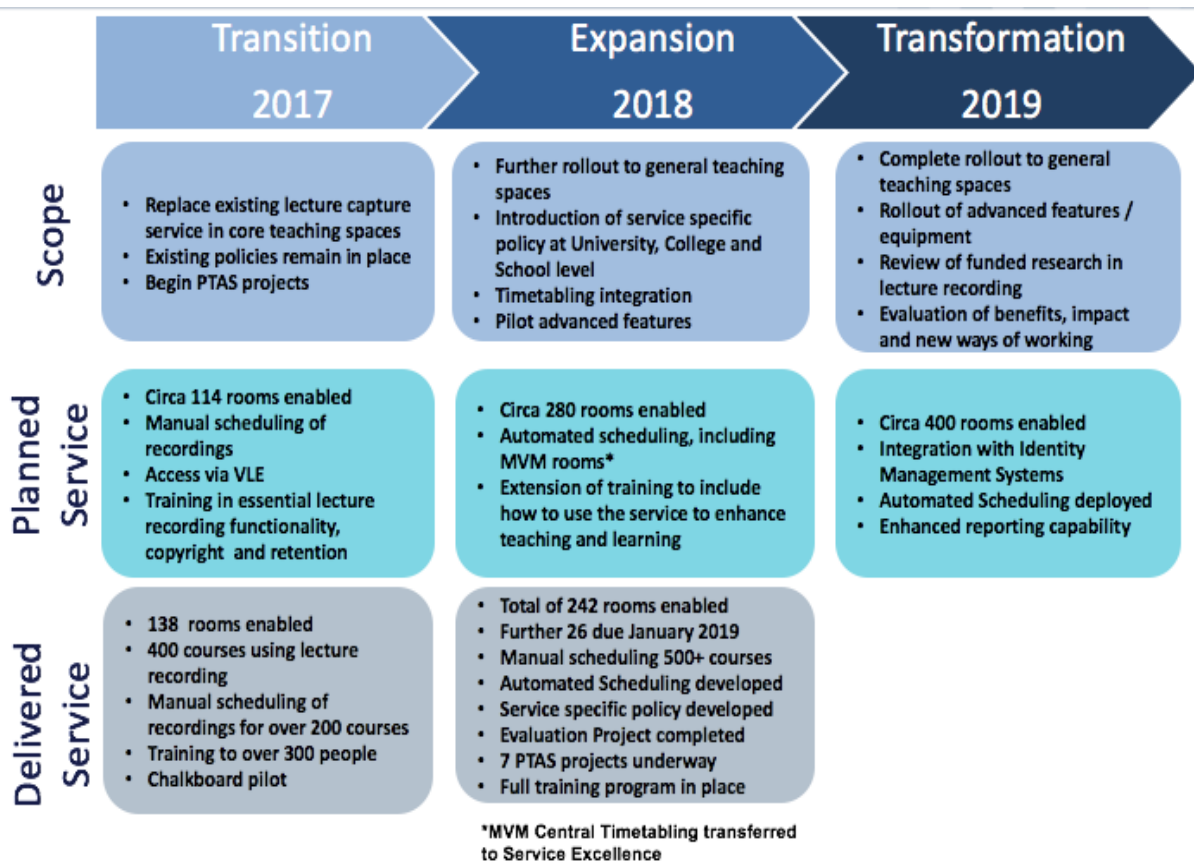 Transition
2017
Expansion
2018
Transformation
2019
Scope
• Replace existing lecture capture
service in core teaching spaces
• Existing policies remain in place
• Begin PTAS projects
• Further rollout to general teaching
spaces
• Introduction of service specific
policy at University, College and
School level
• Timetabling integration
• Pilot advanced features
• Complete rollout to general
teaching spaces
• Rollout of advanced features /
equipment
• Review of funded research in
lecture recording
• Evaluation of benefits, impact
and new ways of working
Planned
Service
• Circa 114 rooms enabled
• Manual scheduling of
recordings
• Access via VLE
• Training in essential lecture
recording functionality,
copyright and retention
• Circa 280 rooms enabled
• Automated scheduling, including
MVM rooms*
• Extension of training to include
how to use the service to enhance
teaching and learning
• Circa 400 rooms enabled
• Integration with Identity
Management Systems
• Automated Scheduling deployed
• Enhanced reporting capability
Delivered
Service
• 138 rooms enabled
• 400 courses using lecture
recording
• Manual scheduling of
recordings for over 200 courses
• Training to over 300 people
• Chalkboard pilot
• Total of 242 rooms enabled
• Further 26 due January 2019
• Manual scheduling 500+ courses
• Automated Scheduling developed
• Service specific policy developed
• Evaluation Project completed
• 7 PTAS projects underway
• Full training program in place
*MVM Central Timetabling transferred
to Service Excellence